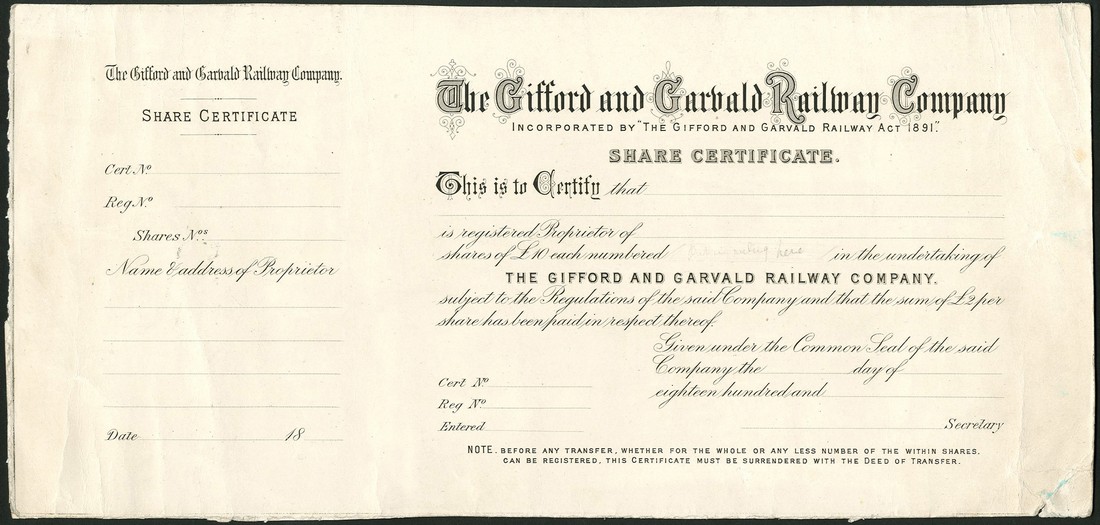 The Gifford and Garvald Railway Company.
SHARE CERTIFICATE
Cert Nº
Reg Nº
Shares Nºs
Name & address of Proprietor
Date 18
The Gifford and Garvald Railway Company
INCORPORATED BY "THE GIFFORD AND GARVALD RAILWAY ACT 1891".
SHARE CERTIFICATE.
This is to Certify that
is registered Proprietor of
shares of £10 each numbered here in the undertaking of
THE GIFFORD AND GARVALD RAILWAY COMPANY.
subject to the Regulations of the said Company and that the sum of £2 per
share has been paid in respect thereof.
Given under the Common Seal of the said
Company the day of
eighteen hundred and
Cert Nº
Reg Nº
Entered
Secretary
NOTE. BEFORE ANY TRANSFER, WHETHER FOR THE WHOLE OR ANY LESS NUMBER OF THE WITHIN SHARES.
CAN BE REGISTERED, THIS CERTIFICATE MUST BE SURRENDERED WITH THE DEED OF TRANSFER.